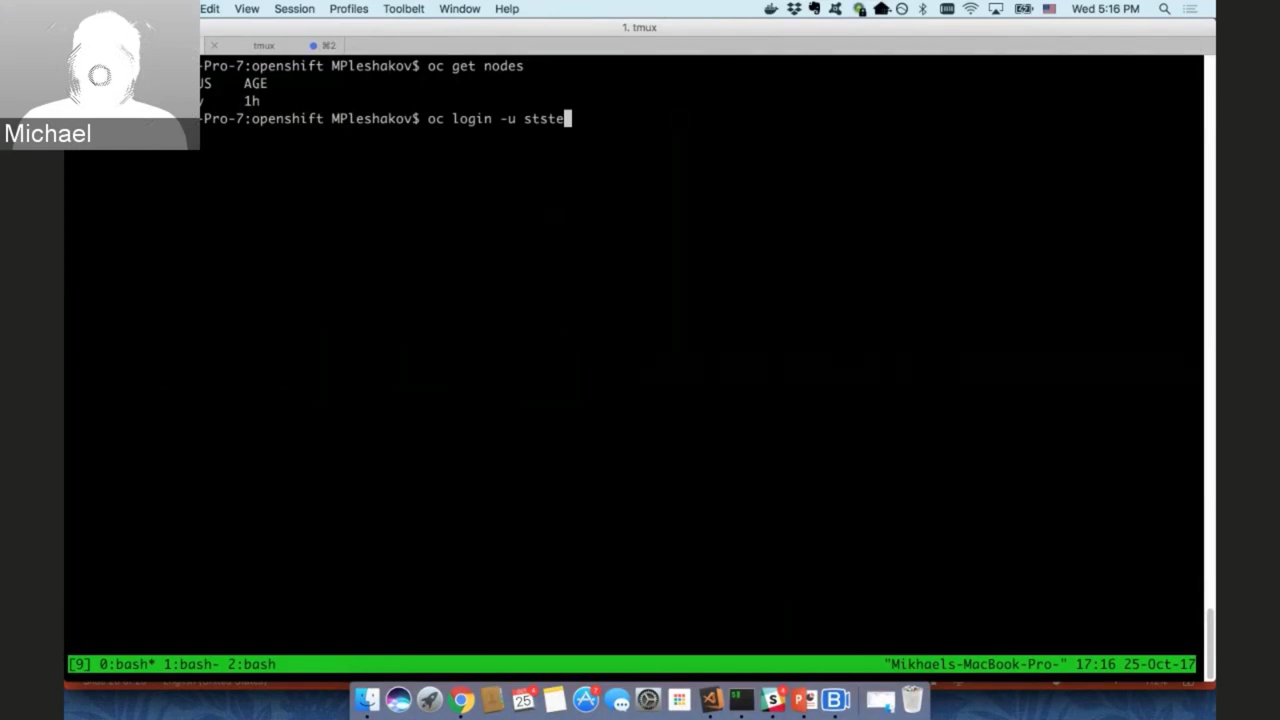 Edit View Session Profiles Toolbelt Window Help Wed 5:16 PM
1. tmux
tmux ⌘2
-Pro-7:openshift MPleshakov$ oc get nodes
US AGE
1h
-Pro-7:openshift MPleshakov$ oc login -u stste
Michael
[9] 0:bash* 1:bash- 2:bash "Mikhaels-MacBook-Pro-" 17:16 25-Oct-17
25